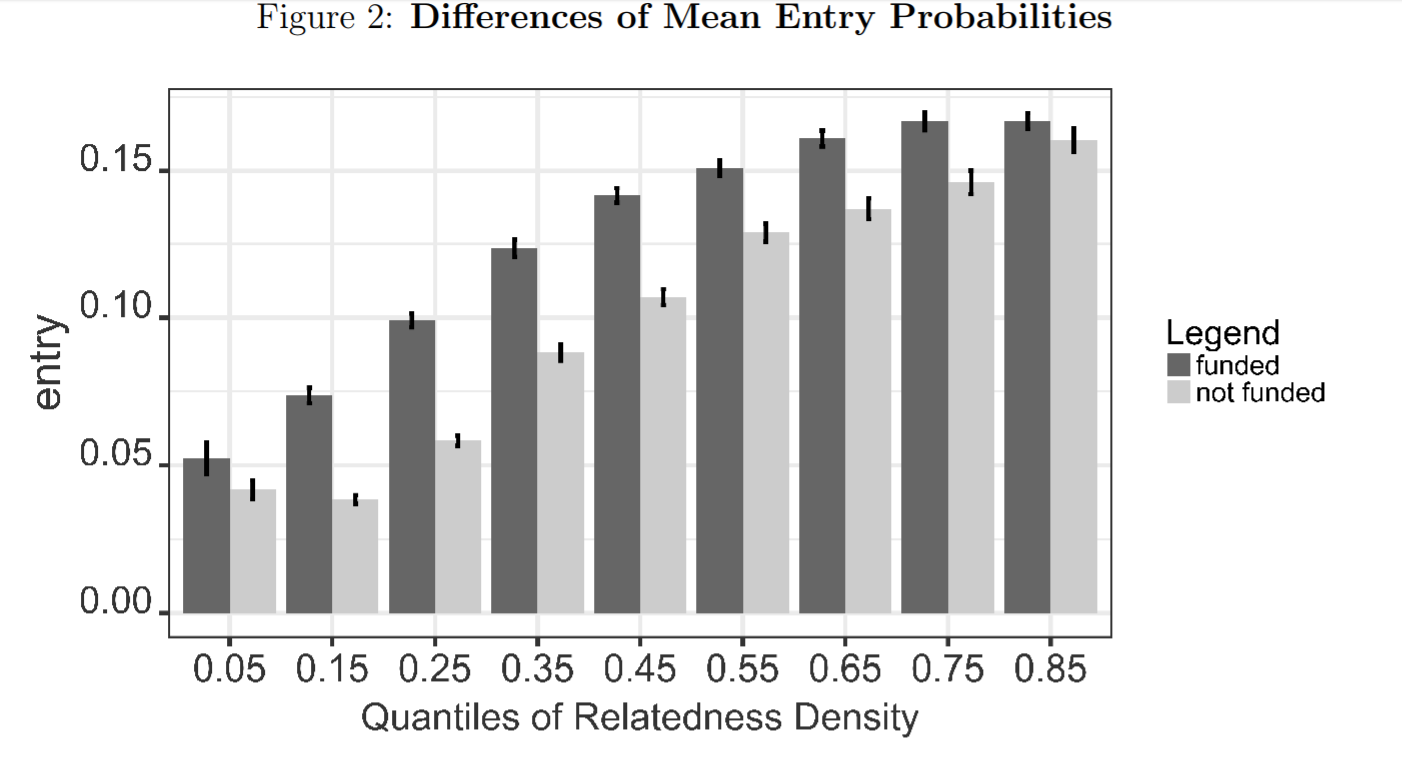 Figure 2: Differences of Mean Entry Probabilities
0.15
0.10
0.05
0.00
entry
0.05 0.15 0.25 0.35 0.45 0.55 0.65 0.75 0.85
Quantiles of Relatedness Density
Legend
funded
not funded